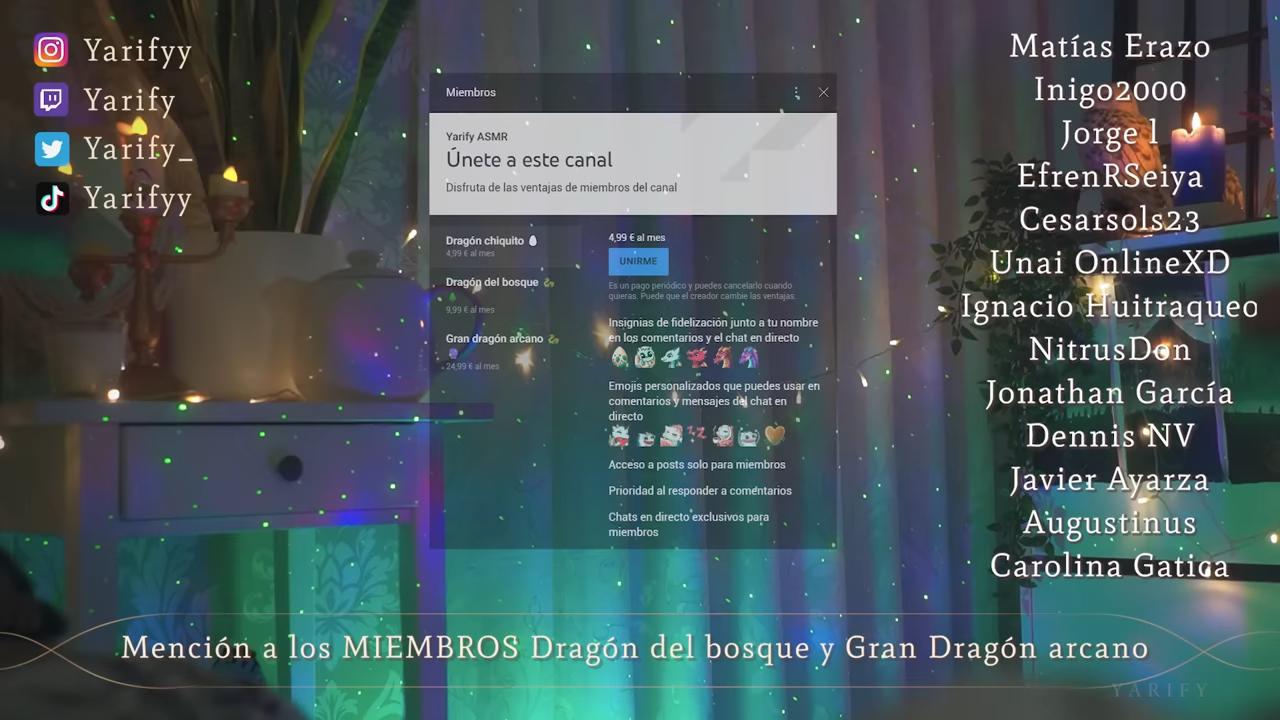 Yarifyy
Yarify
Yarify_
Yarifyy
Miembros
Yarify ASMR
Únete a este canal
Disfruta de las ventajas de miembros del canal
Dragón chiquito
4,99 € al mes
Dragón del bosque
9,99 € al mes
Gran dragón arcano
24,99 € al mes
4,99 € al mes
UNIRME
Es un pago periódico y puedes cancelarlo cuando
quieras. Puede que el creador cambie las ventajas.
Insignias de fidelización junto a tu nombre
en los comentarios y el chat en directo
Emojis personalizados que puedes usar en
comentarios y mensajes del chat en
directo
Acceso a posts solo para miembros
Prioridad al responder a comentarios
Chats en directo exclusivos para
miembros
Matías Erazo
Inigo2000
Jorge l
EfrenRSeiya
Cesarsols23
Unai OnlineXD
Ignacio Huitraqueo
NitrusDon
Jonathan García
Dennis NV
Javier Ayarza
Augustinus
Carolina Gatica
Mención a los MIEMBROS Dragón del bosque y Gran Dragón arcano
YARIFY